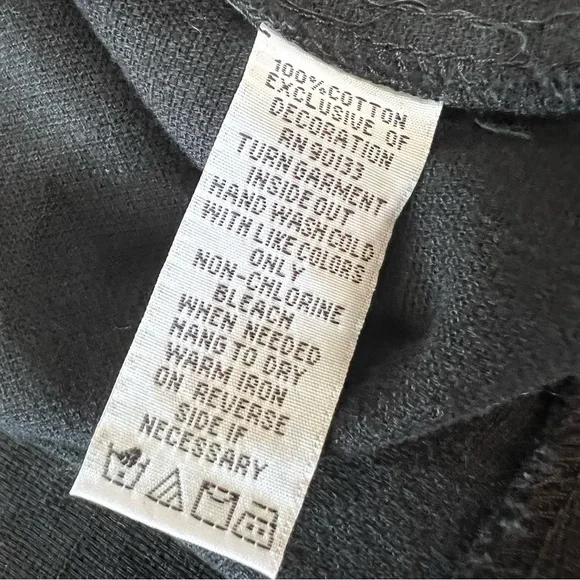 100% COTTON
EXCLUSIVE OF
DECORATION
RN 90133
TURN GARMENT
INSIDE OUT
HAND WASH COLD
WITH LIKE COLORS
ONLY
NON-CHLORINE
BLEACH
WHEN NEEDED
HANG TO DRY
WARM IRON
ON REVERSE
SIDE IF
NECESSARY